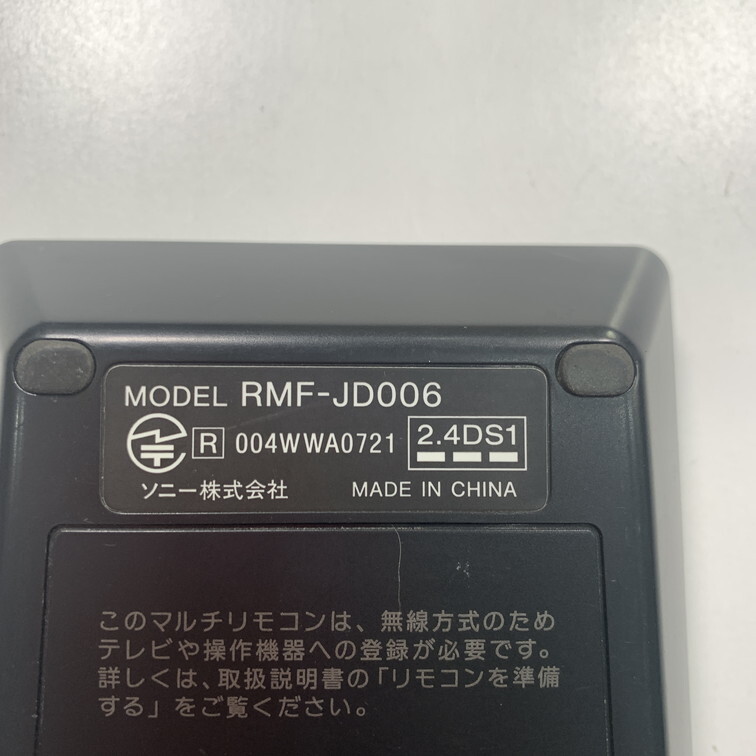 MODEL RMF-JD006
R 004WWA0721 2.4DS1
ソニー株式会社 MADE IN CHINA
このマルチリモコンは、無線方式のため
テレビや操作機器への登録が必要です。
詳しくは、取扱説明書の「リモコンを準備
する」をご覧ください。